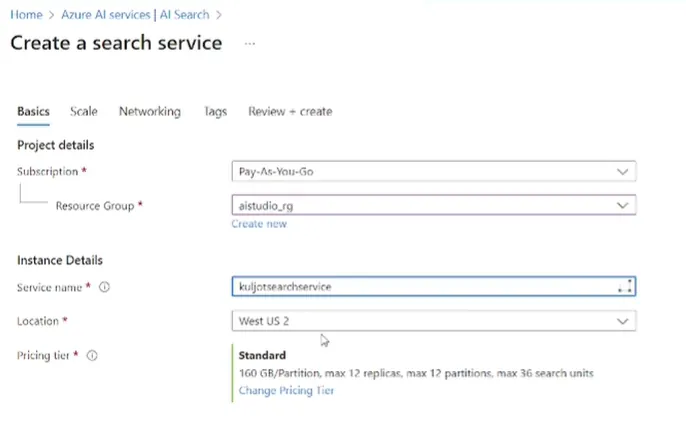 Home > Azure AI services | AI Search >
Create a search service ...
Basics Scale Networking Tags Review + create
Project details
Subscription * Pay-As-You-Go
Resource Group * aistudio_rg
Create new
Instance Details
Service name * kuljotsearchservice
Location * West US 2
Pricing tier * Standard
160 GB/Partition, max 12 replicas, max 12 partitions, max 36 search units
Change Pricing Tier